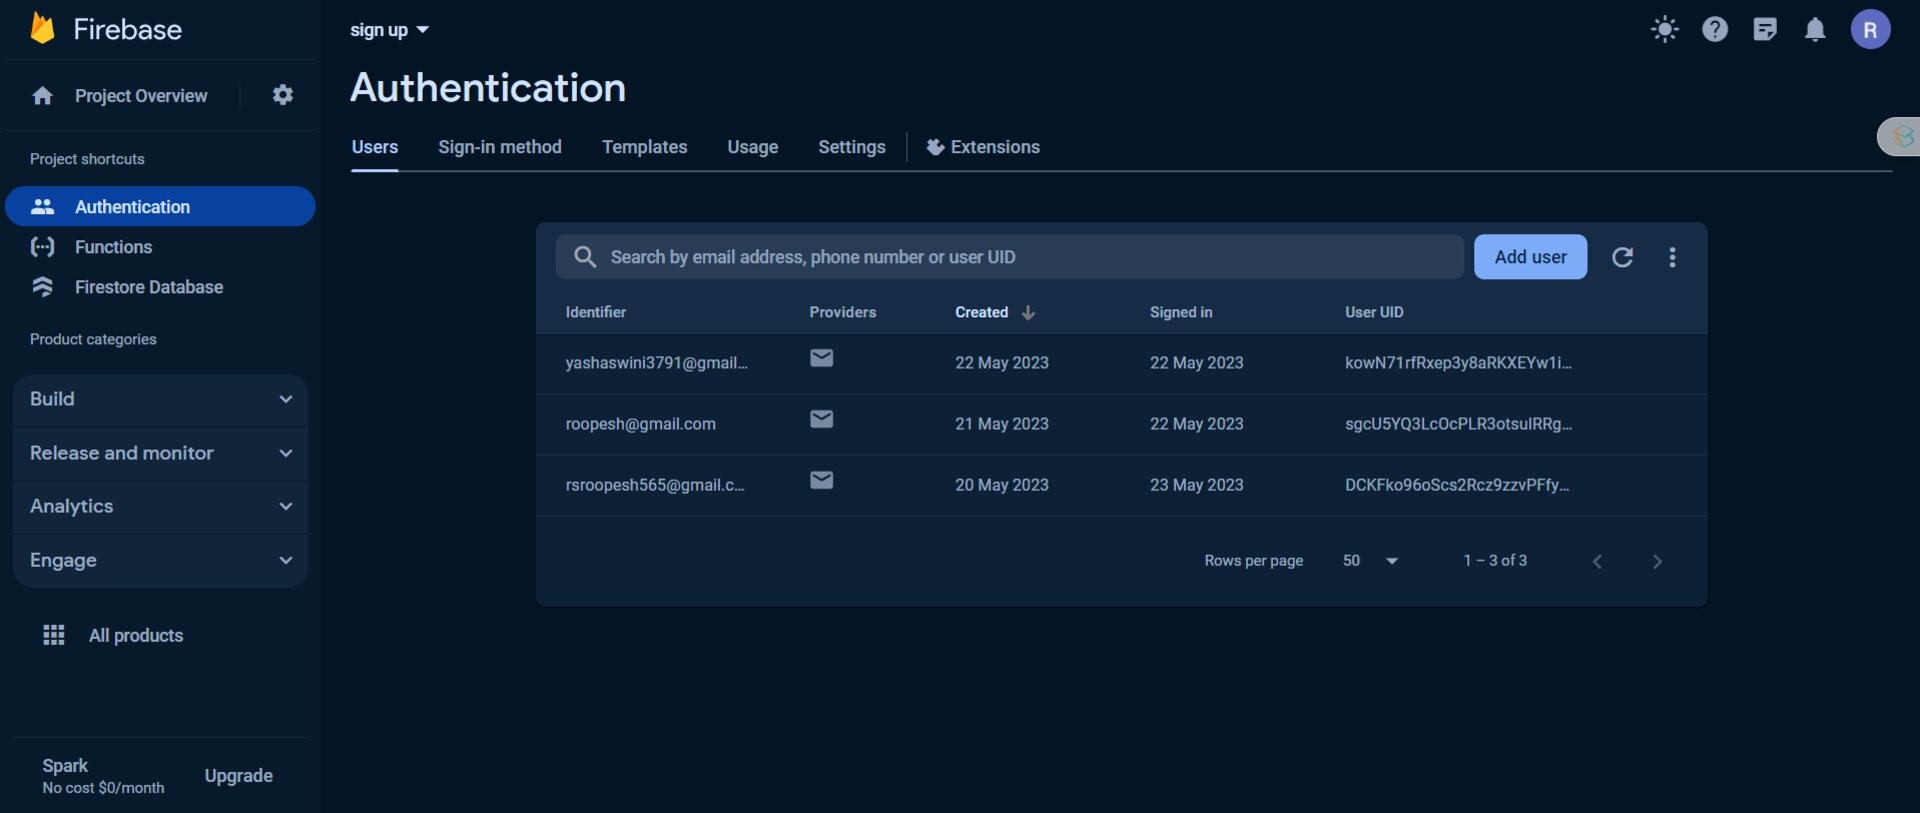 Firebase
Project Overview
Project shortcuts
Authentication
Functions
Firestore Database
Product categories
Build
Release and monitor
Analytics
Engage
All products
Spark
No cost $0/month
Upgrade
sign up
R
Authentication
Users Sign-in method Templates Usage Settings Extensions
Search by email address, phone number or user UID Add user
Identifier Providers Created Signed in User UID
yashaswini3791@gmail... 22 May 2023 22 May 2023 kowN71rfRxep3y8aRKXEYw1i...
roopesh@gmail.com 21 May 2023 22 May 2023 sgcU5YQ3LcOcPLR3otsulRRg...
rsroopesh565@gmail.c... 20 May 2023 23 May 2023 DCKFko96oScs2Rcz9zzvPFfy...
Rows per page 50 1 – 3 of 3